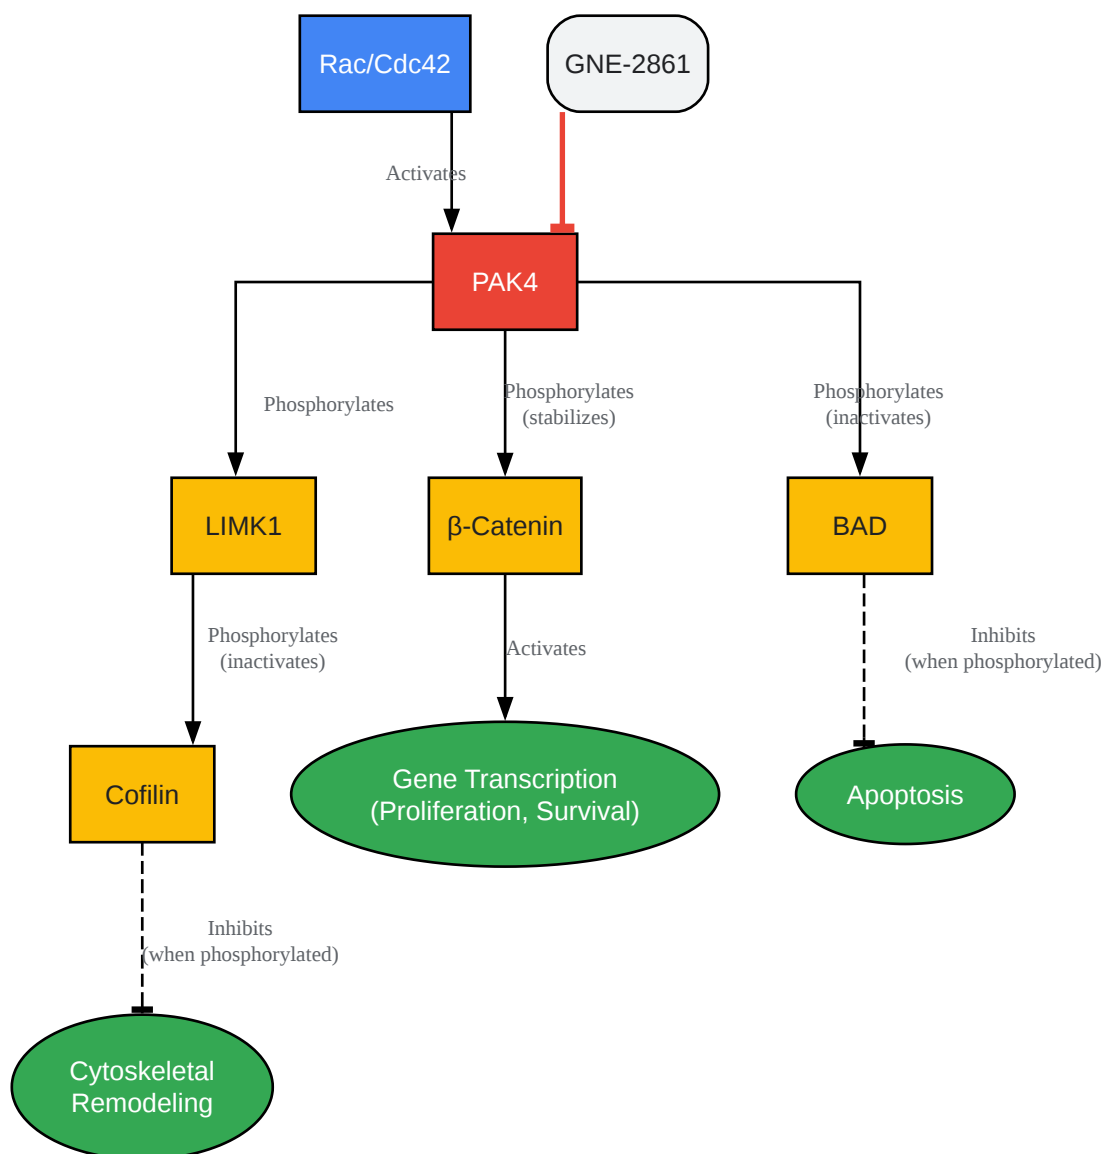 Rac/Cdc42
GNE-2861
Activates
PAK4
Phosphorylates
Phosphorylates
(stabilizes)
Phosphorylates
(inactivates)
LIMK1
β-Catenin
BAD
Phosphorylates
(inactivates)
Activates
Inhibits
(when phosphorylated)
Cofilin
Gene Transcription
(Proliferation, Survival)
Apoptosis
Inhibits
(when phosphorylated)
Cytoskeletal
Remodeling